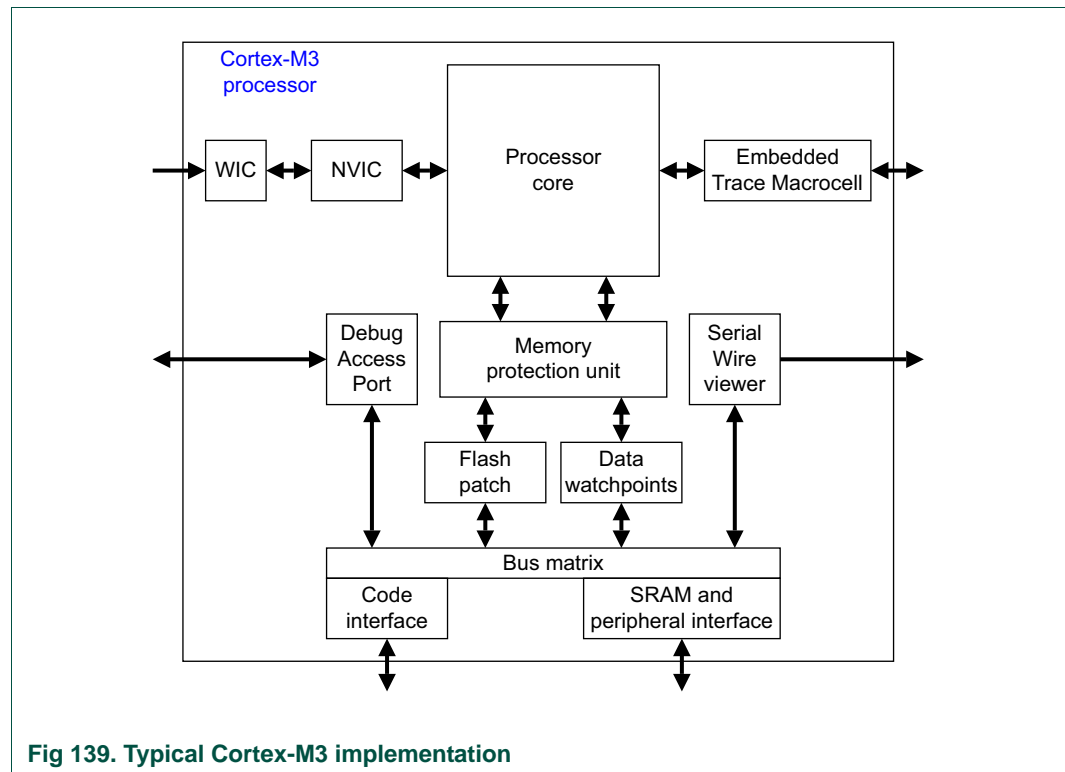 Cortex-M3
processor
WIC
NVIC
Processor
core
Embedded
Trace Macrocell
Debug
Access
Port
Memory
protection unit
Serial
Wire
viewer
Flash
patch
Data
watchpoints
Bus matrix
Code
interface
SRAM and
peripheral interface
Fig 139. Typical Cortex-M3 implementation